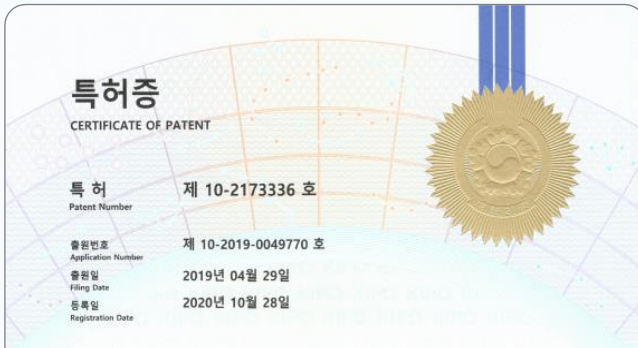 특허증
CERTIFICATE OF PATENT
특 허 제 10-2173336 호
Patent Number
출원번호 제 10-2019-0049770 호
Application Number
출원일 2019년 04월 29일
Filing Date
등록일 2020년 10월 28일
Registration Date